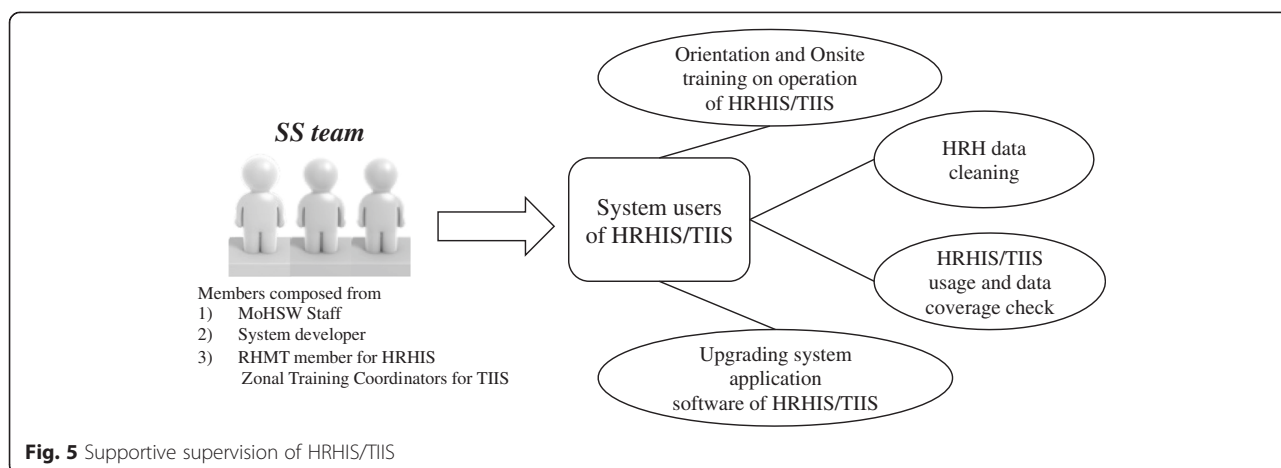 SS team
Members composed from
1) MoHSW Staff
2) System developer
3) RHMT member for HRHIS
Zonal Training Coordinators for TIIS
System users
of HRHIS/TIIS
Orientation and Onsite
training on operation
of HRHIS/TIIS
HRH data
cleaning
HRHIS/TIIS
usage and data
coverage check
Upgrading system
application
software of HRHIS/TIIS
Fig. 5 Supportive supervision of HRHIS/TIIS